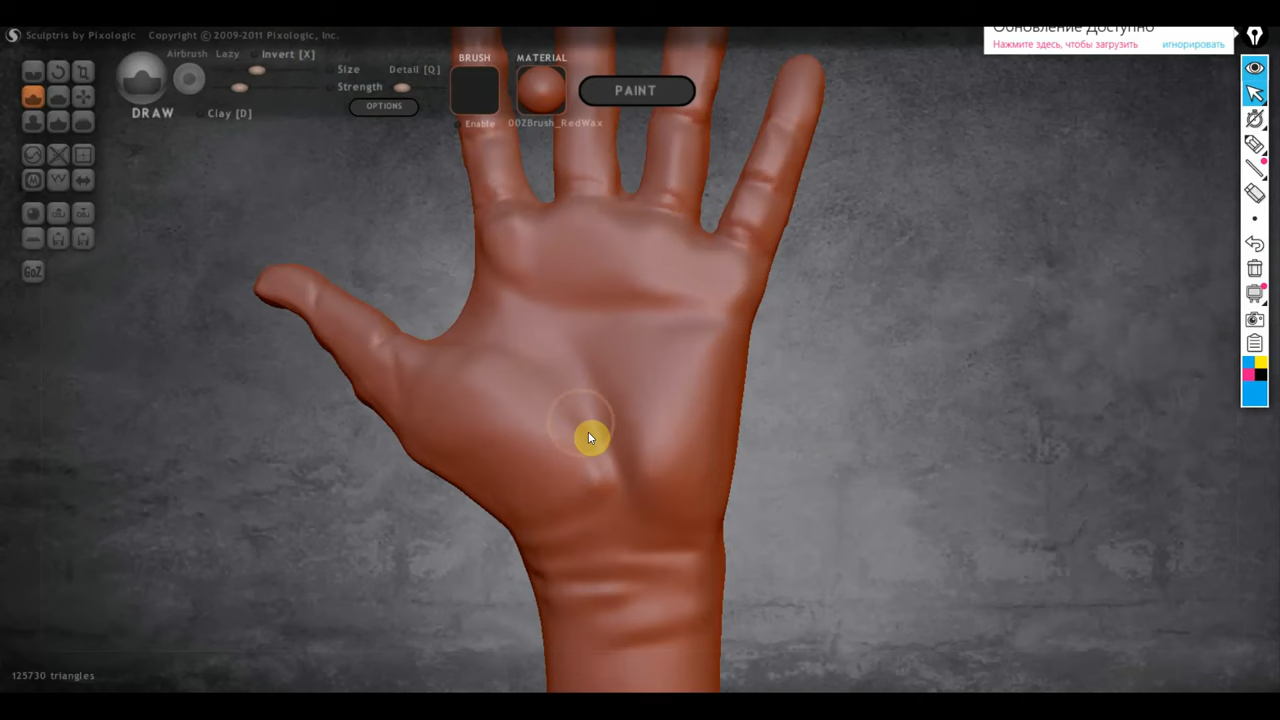 Sculptris by Pixologic Copyright © 2009-2011 Pixologic, Inc.
Обновление Доступно
Нажмите здесь, чтобы загрузить игнорировать
Airbrush Lazy Invert [X]
BRUSH MATERIAL
Size Detail [Q]
Strength
PAINT
OPTIONS
DRAW Clay [D]
Enable 00ZBrush_RedWax
GoZ
125730 triangles